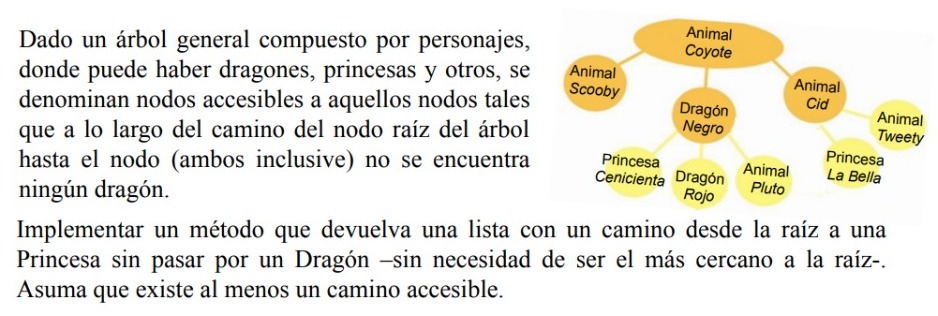 Dado un árbol general compuesto por personajes,
donde puede haber dragones, princesas y otros, se
denominan nodos accesibles a aquellos nodos tales
que a lo largo del camino del nodo raíz del árbol
hasta el nodo (ambos inclusive) no se encuentra
ningún dragón.
Animal
Coyote
Animal
Scooby
Dragón
Negro
Animal
Cid
Animal
Tweety
Princesa
Cenicienta
Dragón
Rojo
Animal
Pluto
Princesa
La Bella
Implementar un método que devuelva una lista con un camino desde la raíz a una
Princesa sin pasar por un Dragón –sin necesidad de ser el más cercano a la raíz-.
Asuma que existe al menos un camino accesible.